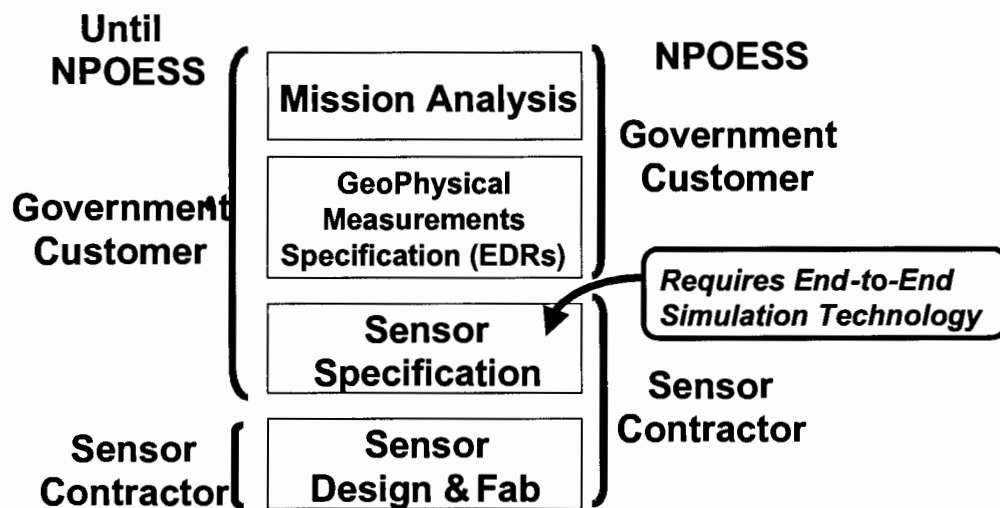 Until
NPOESS
Government
Customer
Sensor
Contractor
Mission Analysis
GeoPhysical
Measurements
Specification (EDRs)
Sensor
Specification
Sensor
Design & Fab
NPOESS
Government
Customer
Requires End-to-End
Simulation Technology
Sensor
Contractor